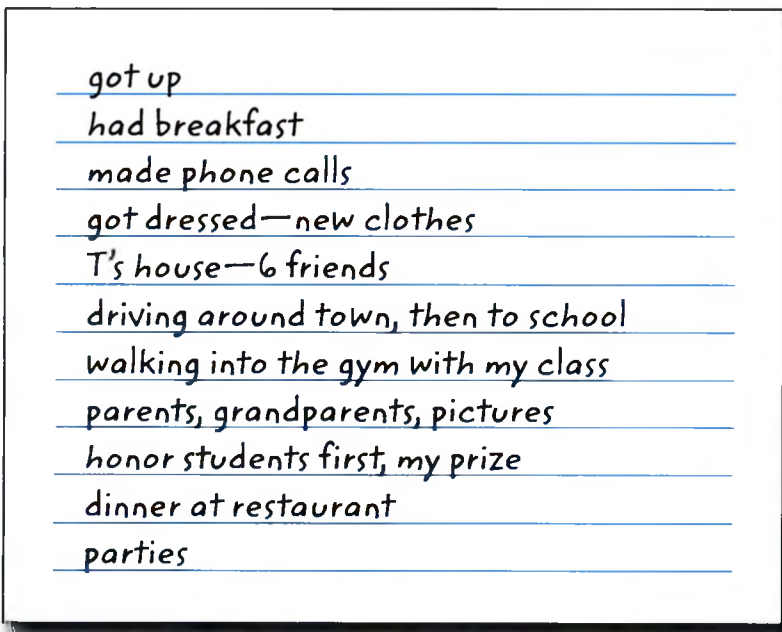 got up
had breakfast
made phone calls
got dressed—new clothes
T's house—6 friends
driving around town, then to school
walking into the gym with my class
parents, grandparents, pictures
honor students first, my prize
dinner at restaurant
parties